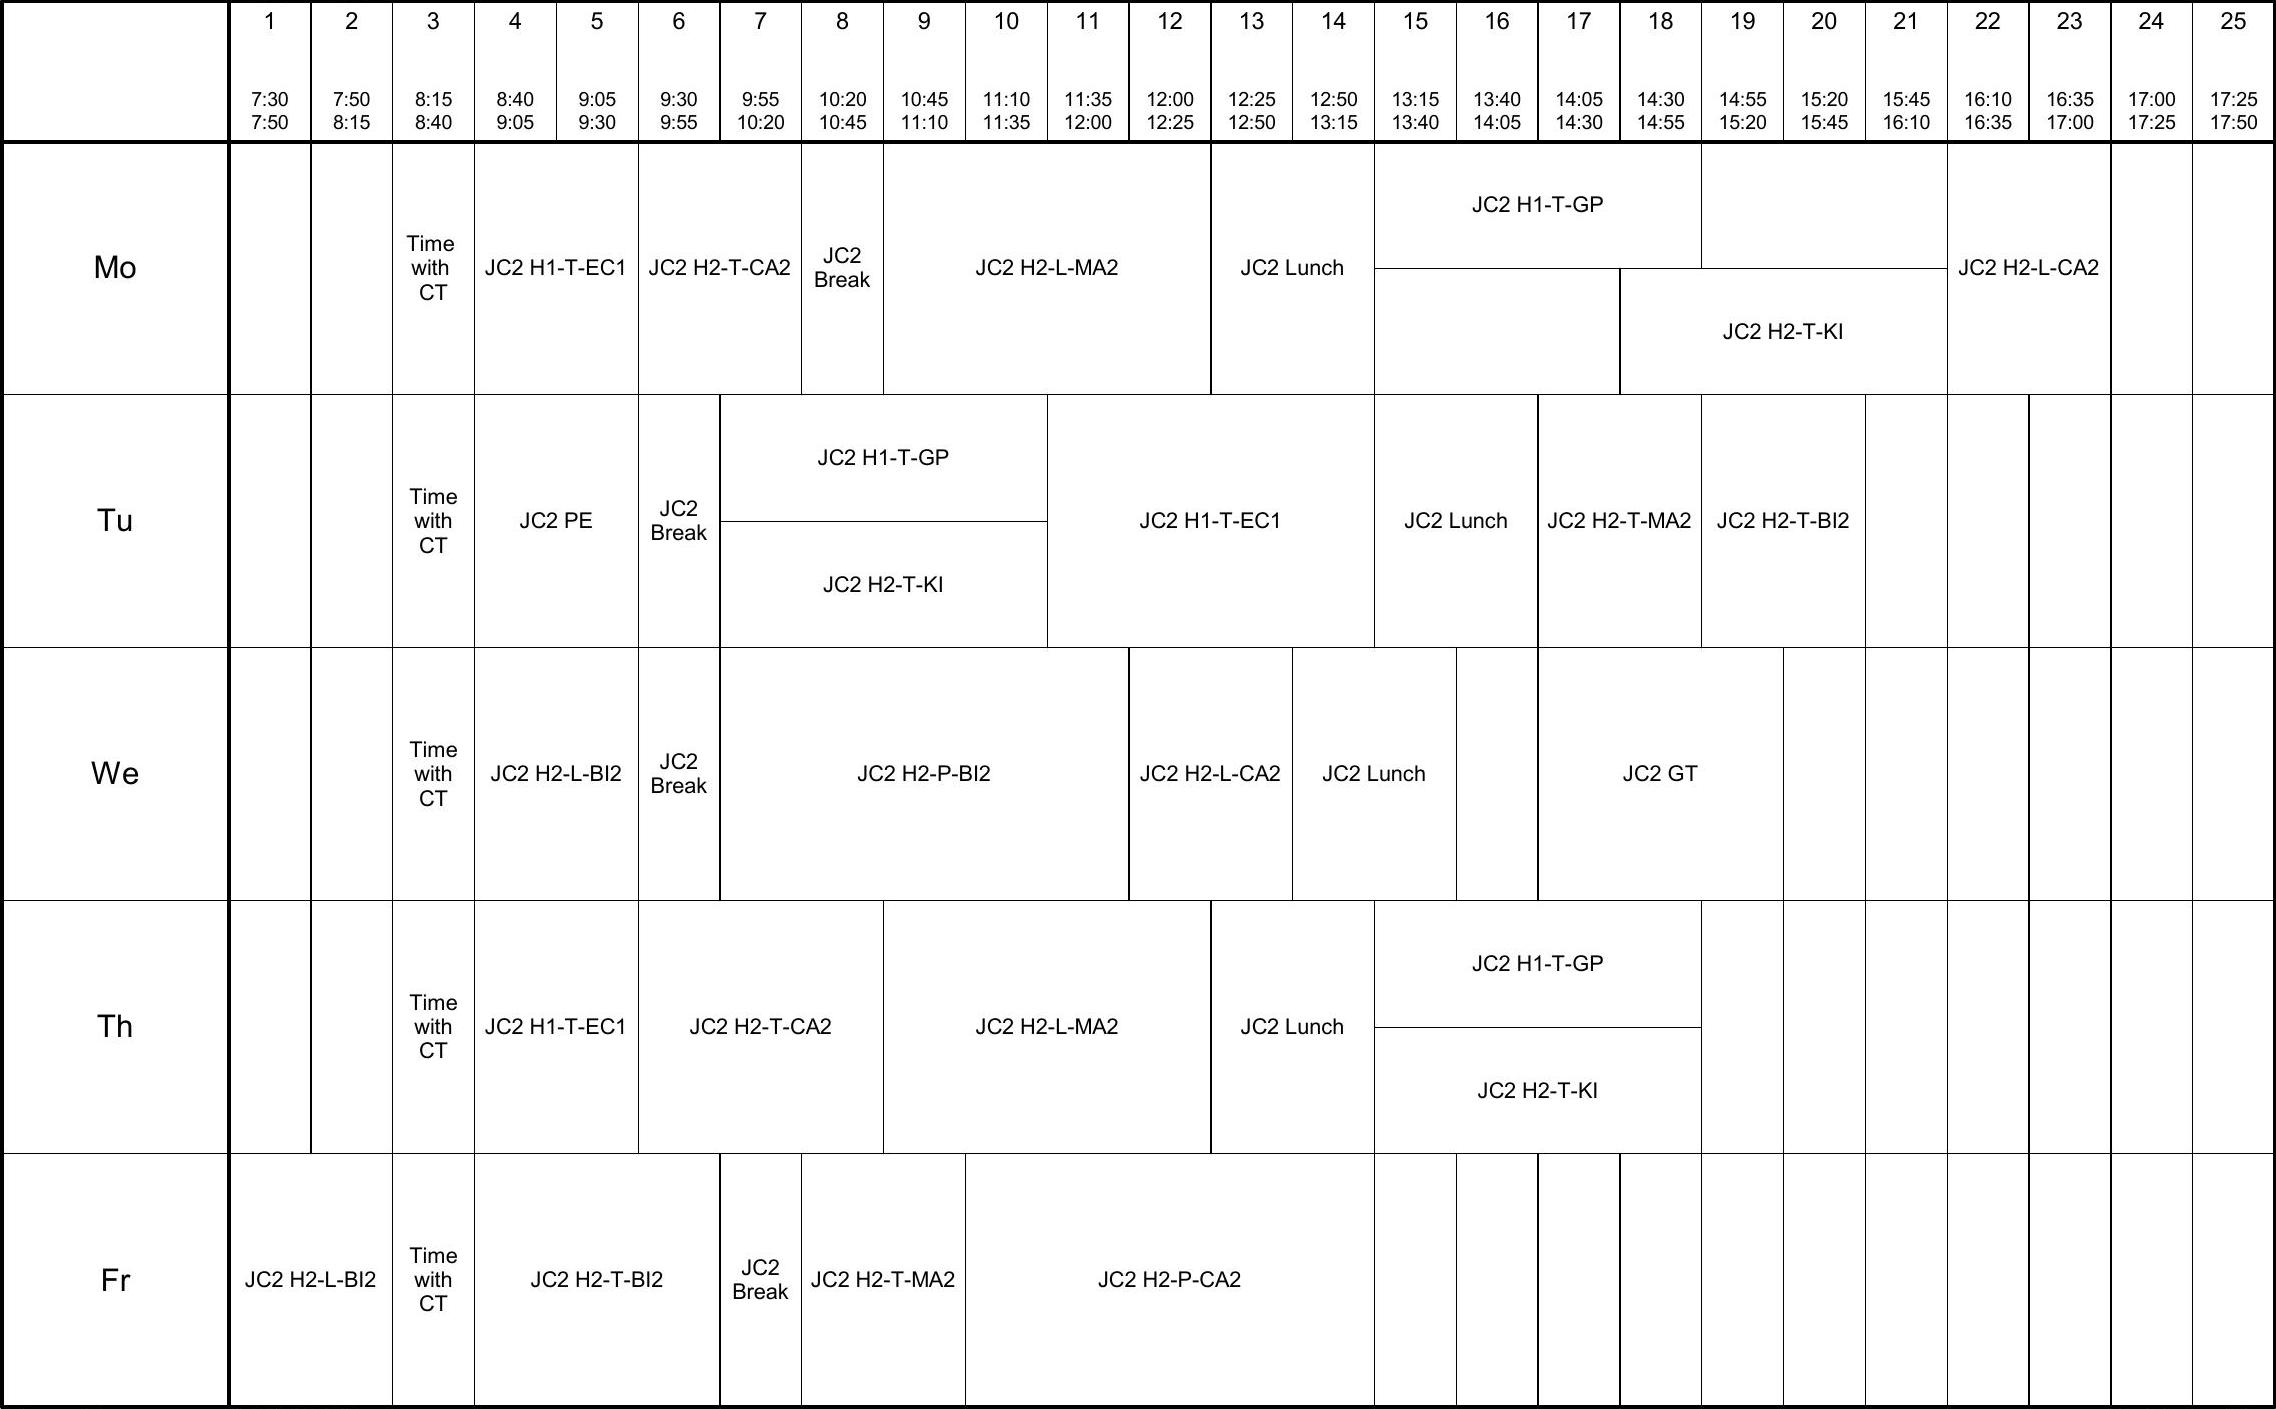 1 2 3 4 5 6 7 8 9 10 11 12 13 14 15 16 17 18 19 20 21 22 23 24 25
7:30 7:50 8:15 8:40 9:05 9:30 9:55 10:20 10:45 11:10 11:35 12:00 12:25 12:50 13:15 13:40 14:05 14:30 14:55 15:20 15:45 16:10 16:35 17:00 17:25
7:50 8:15 8:40 9:05 9:30 9:55 10:20 10:45 11:10 11:35 12:00 12:25 12:50 13:15 13:40 14:05 14:30 14:55 15:20 15:45 16:10 16:35 17:00 17:25 17:50
Mo
Time
with
CT
JC2 H1-T-EC1
JC2 H2-T-CA2
JC2
Break
JC2 H2-L-MA2
JC2 Lunch
JC2 H1-T-GP
JC2 H2-T-KI
JC2 H2-L-CA2
Tu
Time
with
CT
JC2 PE
JC2
Break
JC2 H1-T-GP
JC2 H2-T-KI
JC2 H1-T-EC1
JC2 Lunch
JC2 H2-T-MA2
JC2 H2-T-BI2
We
Time
with
CT
JC2 H2-L-BI2
JC2
Break
JC2 H2-P-BI2
JC2 H2-L-CA2
JC2 Lunch
JC2 GT
Th
Time
with
CT
JC2 H1-T-EC1
JC2 H2-T-CA2
JC2 H2-L-MA2
JC2 Lunch
JC2 H1-T-GP
JC2 H2-T-KI
Fr
JC2 H2-L-BI2
Time
with
CT
JC2 H2-T-BI2
JC2
Break
JC2 H2-T-MA2
JC2 H2-P-CA2